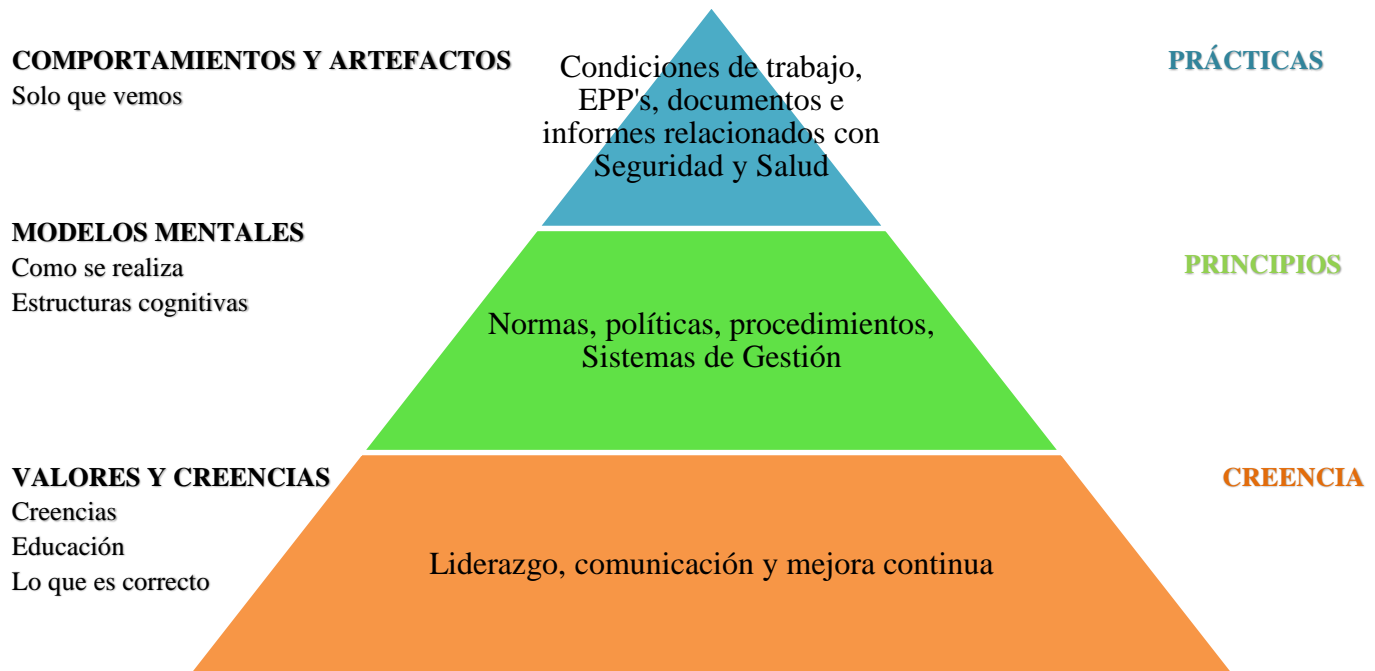 COMPORTAMIENTOS Y ARTEFACTOS
Solo que vemos
Condiciones de trabajo,
EPP's, documentos e
informes relacionados con
Seguridad y Salud
PRÁCTICAS
MODELOS MENTALES
Como se realiza
Estructuras cognitivas
Normas, políticas, procedimientos,
Sistemas de Gestión
PRINCIPIOS
VALORES Y CREENCIAS
Creencias
Educación
Lo que es correcto
Liderazgo, comunicación y mejora continua
CREENCIA